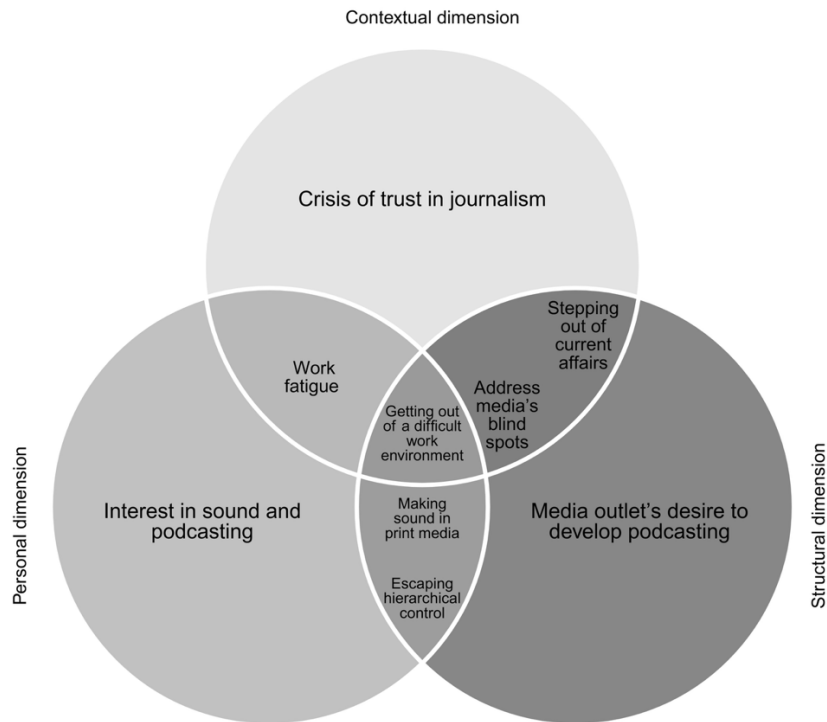 Contextual dimension
Crisis of trust in journalism
Stepping
out of
current
affairs
Work
fatigue
Address
media's
blind
spots
Getting out
of a difficult
work
environment
Personal dimension
Interest in sound and
podcasting
Making
sound in
print media
Media outlet's desire to
develop podcasting
Structural dimension
Escaping
hierarchical
control